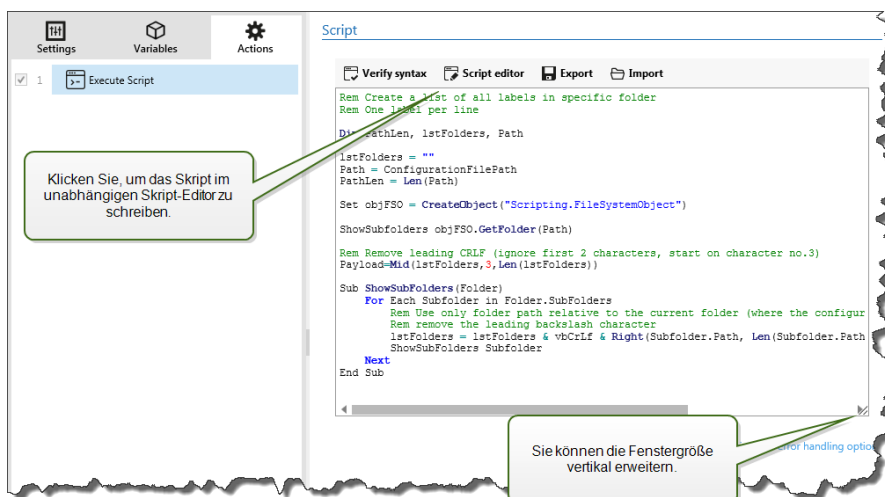 Settings Variables Actions
Script
1 Execute Script
Verify syntax Script editor Export Import
Rem Create a list of all labels in specific folder
Rem One label per line
Dim PathLen, lstFolders, Path
lstFolders = ""
Path = ConfigurationFilePath
PathLen = Len(Path)
Set objFSO = CreateObject("Scripting.FileSystemObject")
ShowSubfolders objFSO.GetFolder(Path)
Rem Remove leading CRLF (ignore first 2 characters, start on character no.3)
Payload=Mid(lstFolders,3,Len(lstFolders))
Sub ShowSubFolders(Folder)
For Each Subfolder in Folder.SubFolders
Rem Use only folder path relative to the current folder (where the configur
Rem remove the leading backslash character
lstFolders = lstFolders & vbCrLf & Right(Subfolder.Path, Len(Subfolder.Path
ShowSubFolders Subfolder
Next
End Sub
Klicken Sie, um das Skript im
unabhängigen Skript-Editor zu
schreiben.
Sie können die Fenstergröße
vertikal erweitern.
error handling optio